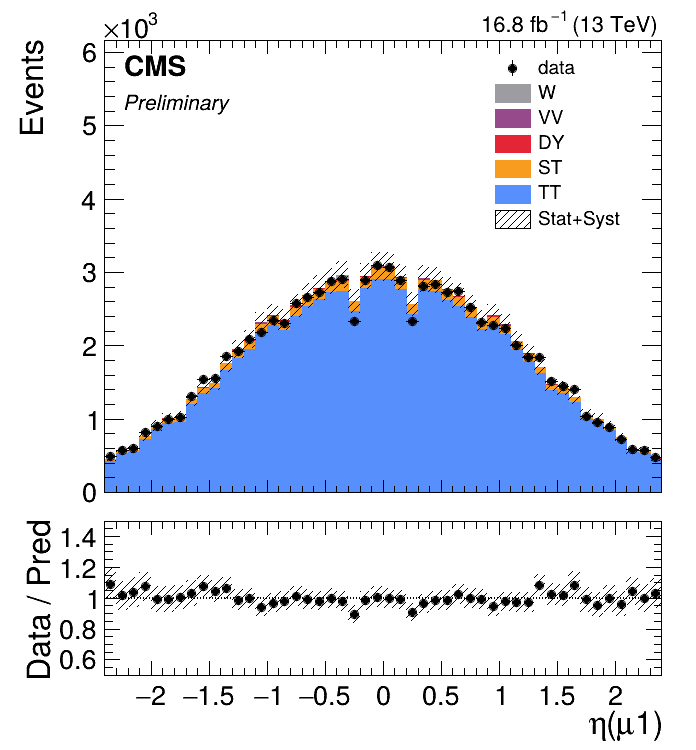 ×10³
16.8 fb⁻¹ (13 TeV)
Events
CMS
Preliminary
data
W
VV
DY
ST
TT
Stat+Syst
6
5
4
3
2
1
0
Data / Pred
1.4
1.2
1
0.8
0.6
−2 −1.5 −1 −0.5 0 0.5 1 1.5 2
η(μ1)